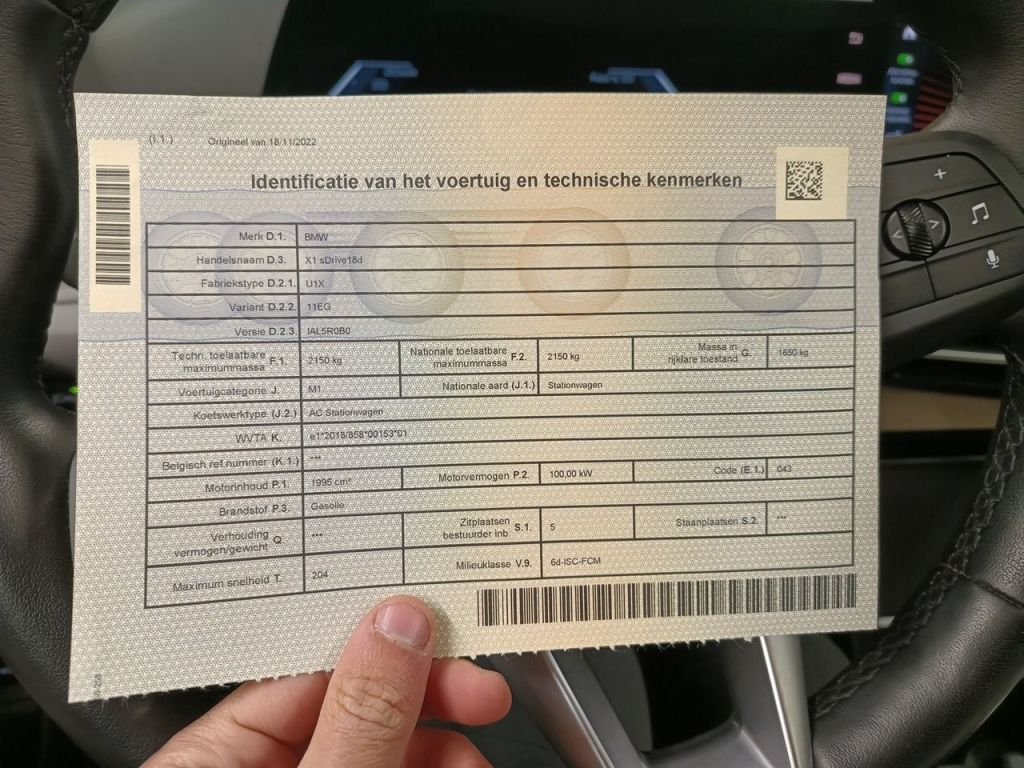 (I.1.) Origineel van 18/11/2022
Identificatie van het voertuig en technische kenmerken
Merk D.1. BMW
Handelsnaam D.3. X1 sDrive18d
Fabriekstype D.2.1. U1X
Variant D.2.2. 11EG
Versie D.2.3. IAL5R0B0
Techn. toelaatbare maximummassa F.1. 2150 kg Nationale toelaatbare maximummassa F.2. 2150 kg Massa in rijklare toestand G. 1650 kg
Voertuigcategorie J. M1 Nationale aard (J.1.) Stationwagen
Koetswerktype (J.2.) AC Stationwagen
WVTA K. e1*2018/858*00153*01
Belgisch ref.nummer (K.1.) ---
Motorinhoud P.1. 1995 cm³ Motorvermogen P.2. 100,00 kW Code (E.1.) 043
Brandstof P.3. Gasolie
Verhouding vermogen/gewicht Q. --- Zitplaatsen bestuurder inb. S.1. 5 Staanplaatsen S.2. ---
Maximum snelheid T. 204 Milieuklasse V.9. 6d-ISC-FCM